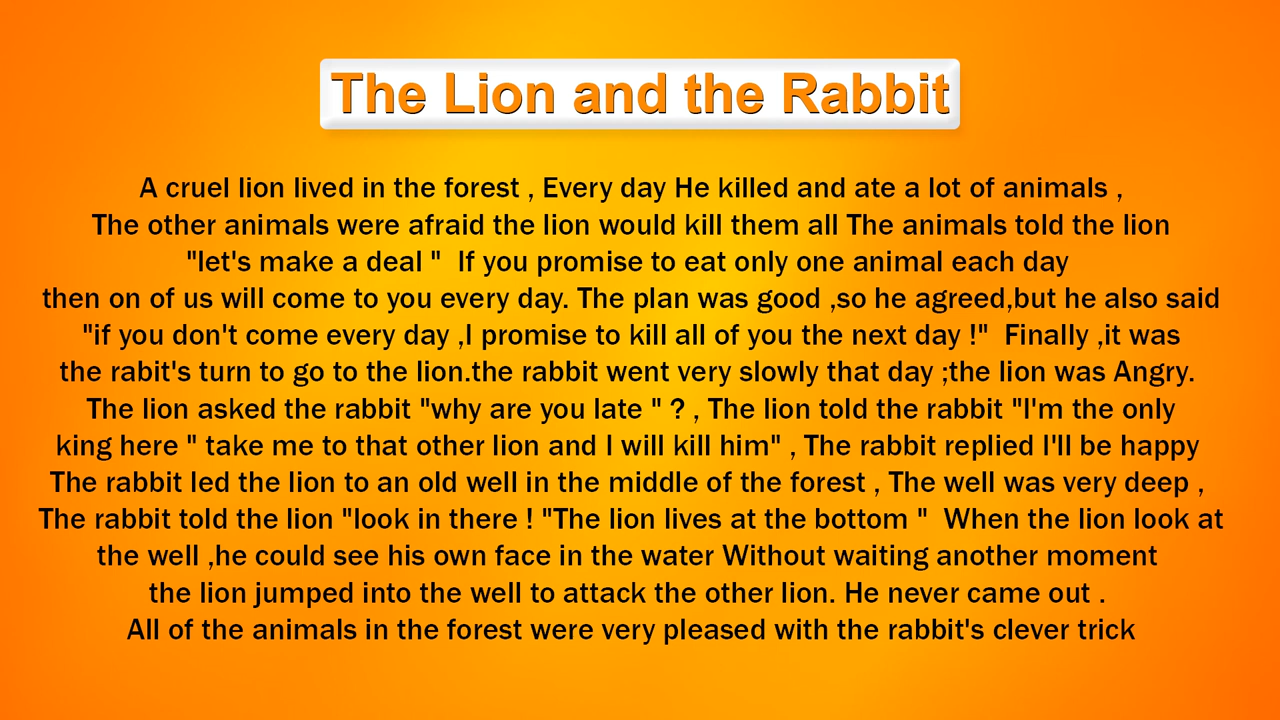 The Lion and the Rabbit
A cruel lion lived in the forest , Every day He killed and ate a lot of animals ,
The other animals were afraid the lion would kill them all The animals told the lion
"let's make a deal "  If you promise to eat only one animal each day
then on of us will come to you every day. The plan was good ,so he agreed,but he also said
"if you don't come every day ,I promise to kill all of you the next day !"  Finally ,it was
the rabit's turn to go to the lion.the rabbit went very slowly that day ;the lion was Angry.
The lion asked the rabbit "why are you late " ? , The lion told the rabbit "I'm the only
king here " take me to that other lion and I will kill him" , The rabbit replied I'll be happy
The rabbit led the lion to an old well in the middle of the forest , The well was very deep ,
The rabbit told the lion "look in there ! "The lion lives at the bottom "  When the lion look at
the well ,he could see his own face in the water Without waiting another moment
the lion jumped into the well to attack the other lion. He never came out .
All of the animals in the forest were very pleased with the rabbit's clever trick